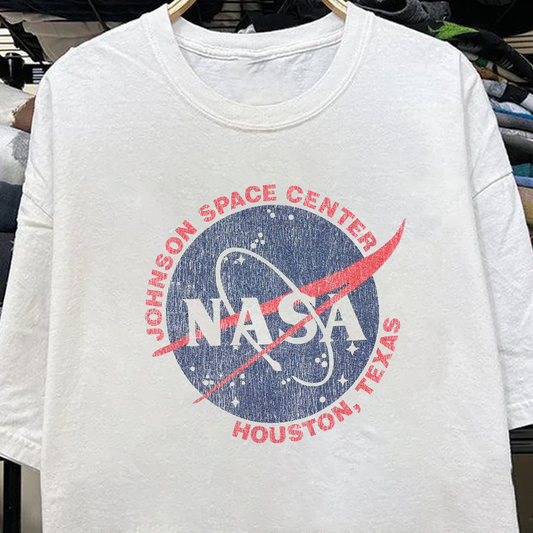 JOHNSON SPACE CENTER
NASA
HOUSTON, TEXAS